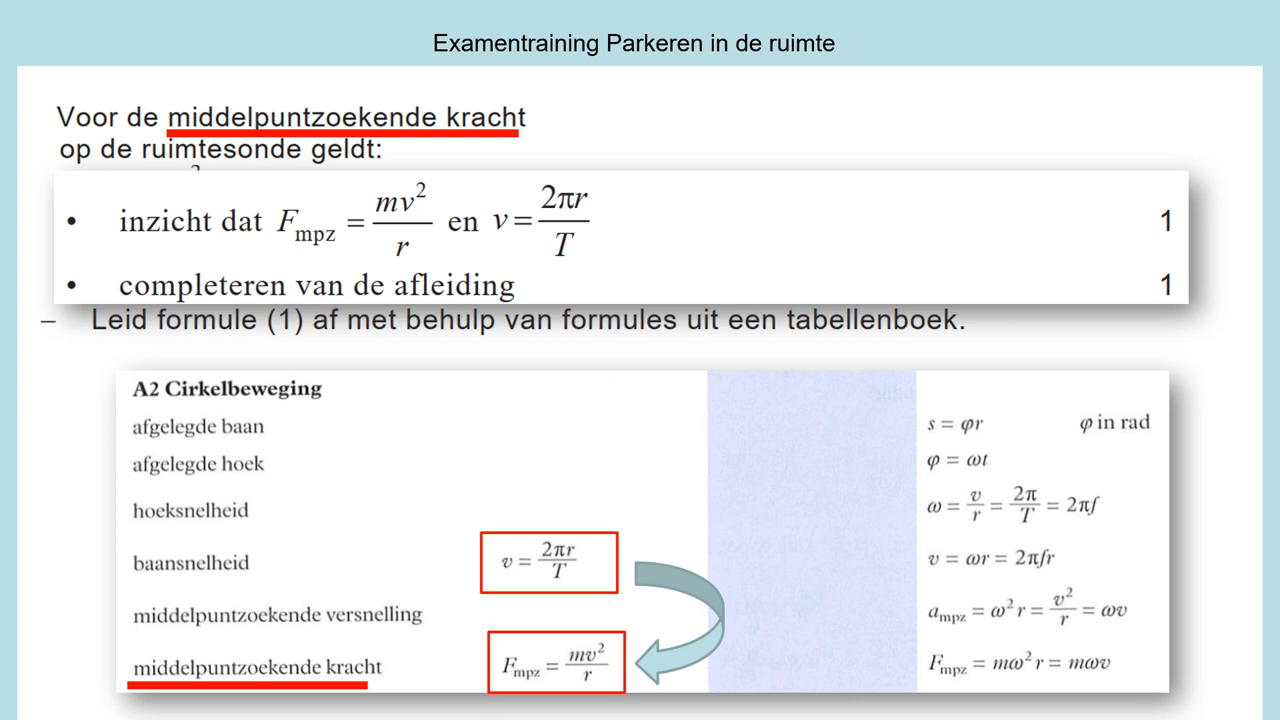 Examentraining Parkeren in de ruimte
Voor de middelpuntzoekende kracht
op de ruimtesonde geldt:
• inzicht dat F_mpz = mv²/r en v = 2πr/T 1
• completeren van de afleiding 1
– Leid formule (1) af met behulp van formules uit een tabellenboek.
A2 Cirkelbeweging
afgelegde baan s = φr φ in rad
afgelegde hoek φ = ωt
hoeksnelheid ω = v/r = 2π/T = 2πf
baansnelheid v = 2πr/T v = ωr = 2πfr
middelpuntzoekende versnelling a_mpz = ω²r = v²/r = ωv
middelpuntzoekende kracht F_mpz = mv²/r F_mpz = mω²r = mωv